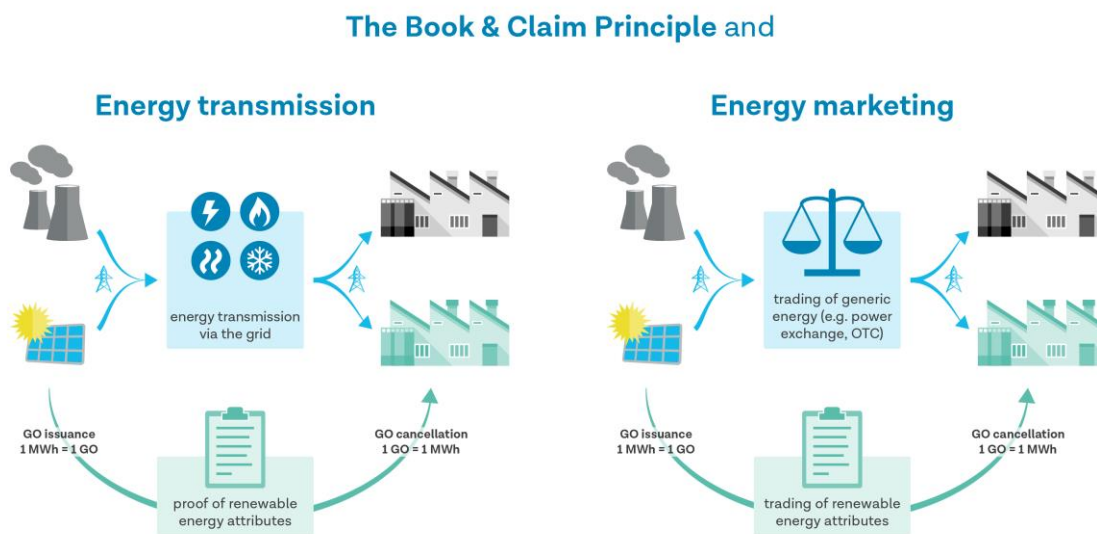 The Book & Claim Principle and
Energy transmission
energy transmission
via the grid
GO issuance
1 MWh = 1 GO
GO cancellation
1 GO = 1 MWh
proof of renewable
energy attributes
Energy marketing
trading of generic
energy (e.g. power
exchange, OTC)
GO issuance
1 MWh = 1 GO
GO cancellation
1 GO = 1 MWh
trading of renewable
energy attributes